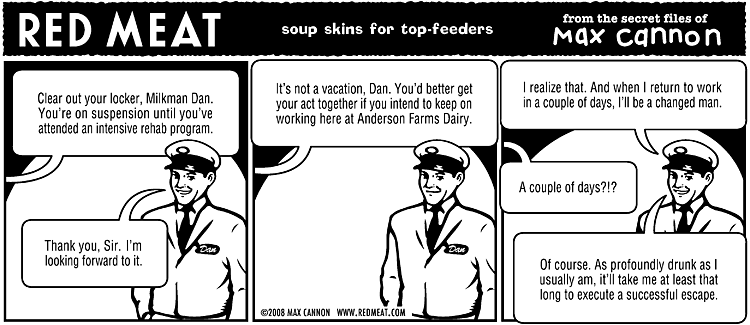 RED MEAT
soup skins for top-feeders
from the secret files of
Max Cannon
Clear out your locker, Milkman Dan.
You're on suspension until you've
attended an intensive rehab program.
Thank you, Sir. I'm
looking forward to it.
Dan
It's not a vacation, Dan. You'd better get
your act together if you intend to keep on
working here at Anderson Farms Dairy.
Dan
©2008 MAX CANNON WWW.REDMEAT.COM
I realize that. And when I return to work
in a couple of days, I'll be a changed man.
A couple of days?!?
Of course. As profoundly drunk as I
usually am, it'll take me at least that
long to execute a successful escape.